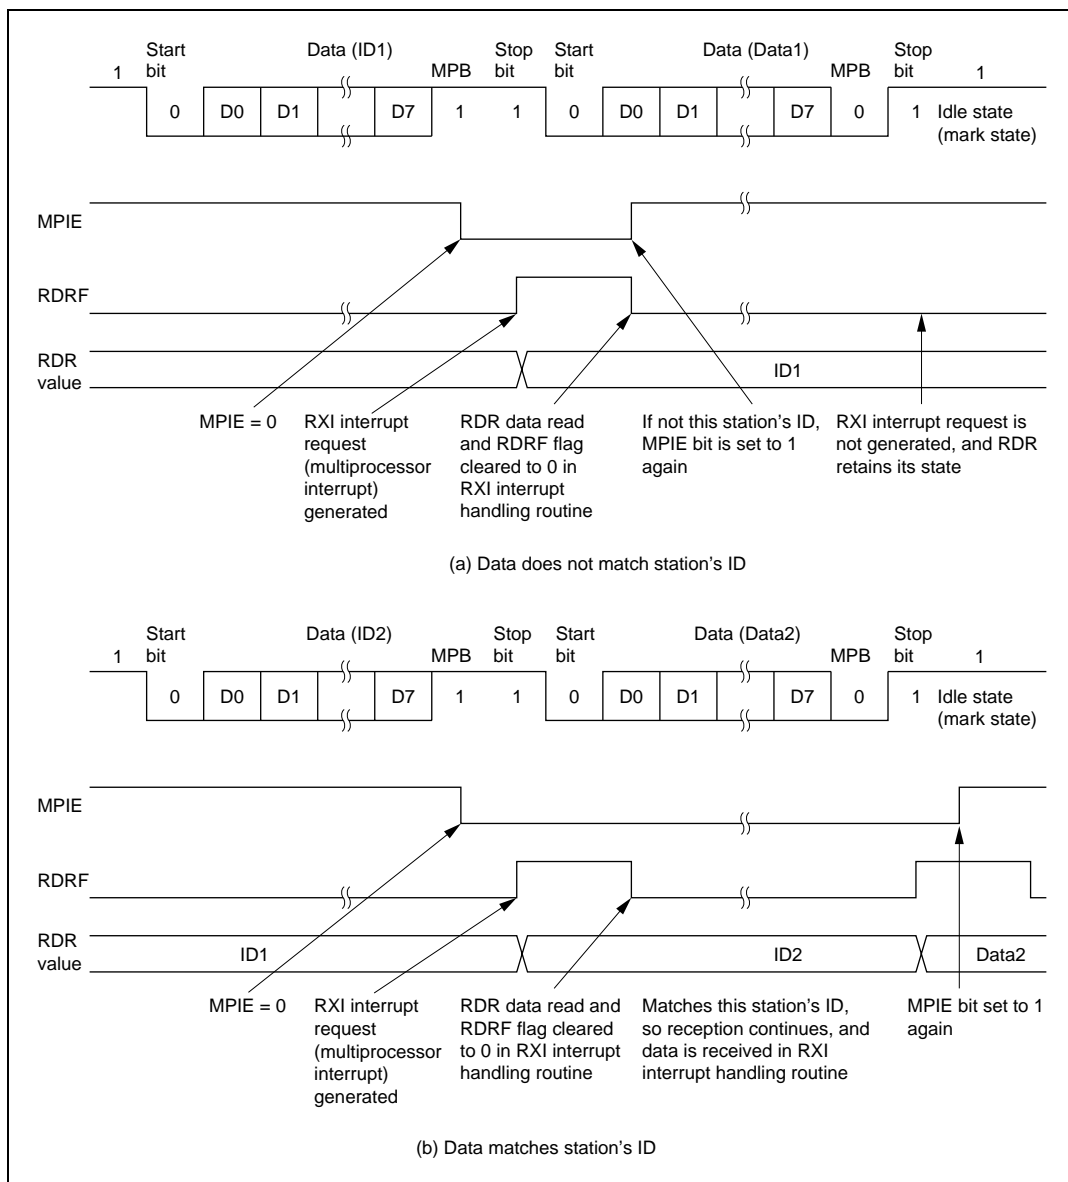 Start Data (ID1) Stop Start Data (Data1) Stop
1 bit MPB bit bit MPB bit 1
0 D0 D1 D7 1 1 0 D0 D1 D7 0 1 Idle state
(mark state)
MPIE
RDRF
RDR
value
ID1
MPIE = 0
RXI interrupt
request
(multiprocessor
interrupt)
generated
RDR data read
and RDRF flag
cleared to 0 in
RXI interrupt
handling routine
If not this station's ID,
MPIE bit is set to 1
again
RXI interrupt request is
not generated, and RDR
retains its state
(a) Data does not match station's ID
Start Data (ID2) Stop Start Data (Data2) Stop
1 bit MPB bit bit MPB bit 1
0 D0 D1 D7 1 1 0 D0 D1 D7 0 1 Idle state
(mark state)
MPIE
RDRF
RDR
value
ID1 ID2 Data2
MPIE = 0
RXI interrupt
request
(multiprocessor
interrupt)
generated
RDR data read and
RDRF flag cleared
to 0 in RXI interrupt
handling routine
Matches this station's ID,
so reception continues, and
data is received in RXI
interrupt handling routine
MPIE bit set to 1
again
(b) Data matches station's ID